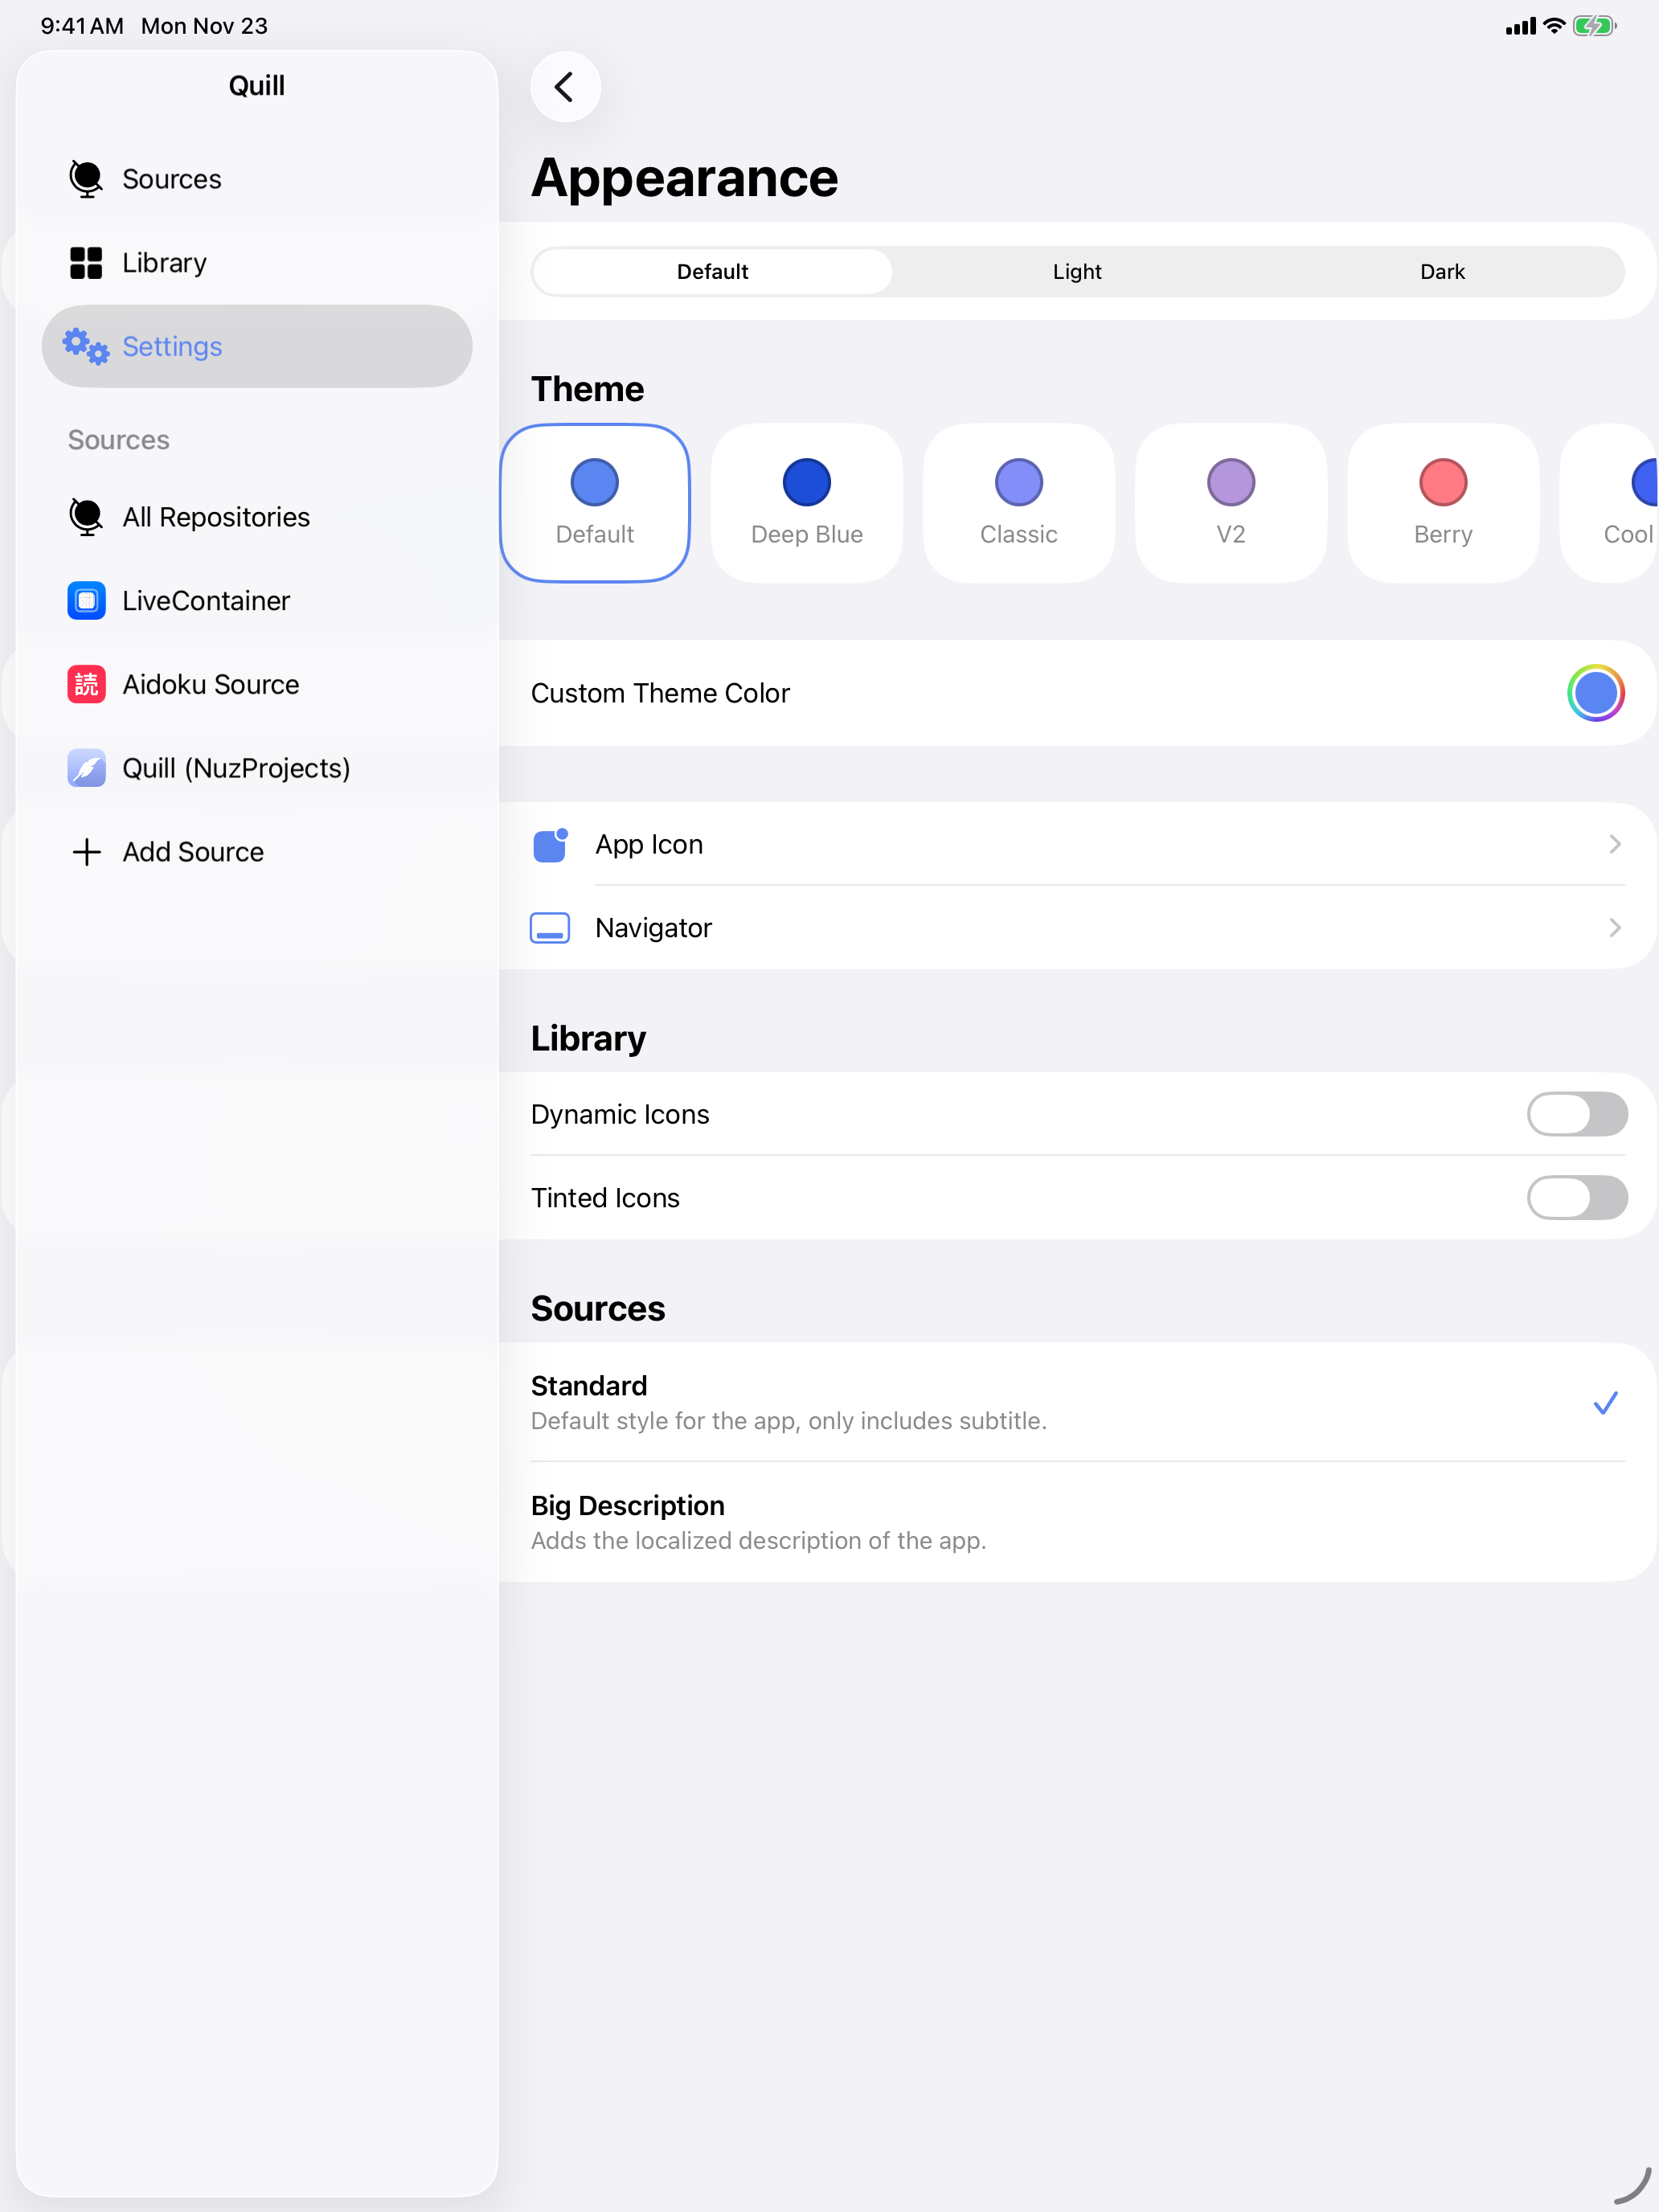 9:41 AM Mon Nov 23
Quill
Sources
Library
Settings
Sources
All Repositories
LiveContainer
読 Aidoku Source
Quill (NuzProjects)
Add Source
Appearance
Default Light Dark
Theme
Default Deep Blue Classic V2 Berry Cool
Custom Theme Color
App Icon
Navigator
Library
Dynamic Icons
Tinted Icons
Sources
Standard
Default style for the app, only includes subtitle.
Big Description
Adds the localized description of the app.